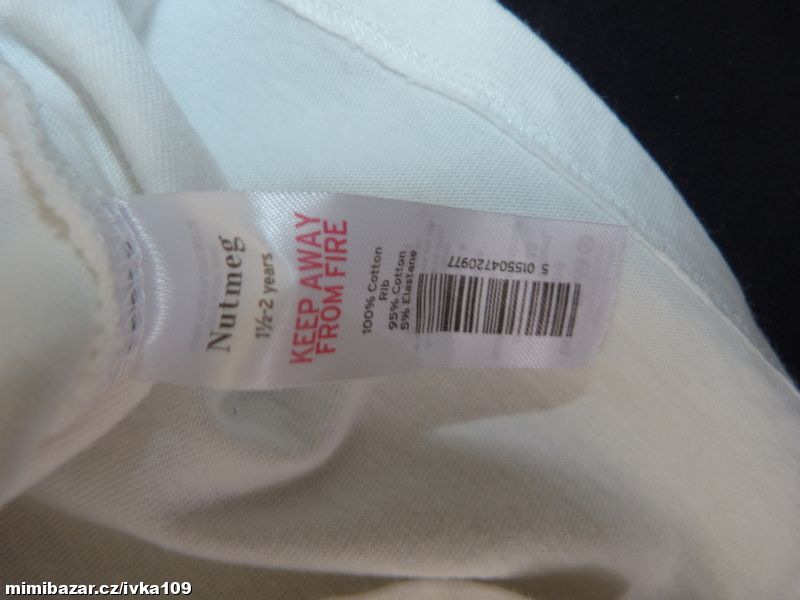 Nutmeg
1½-2 years
KEEP AWAY
FROM FIRE
100% Cotton
Rib
95% Cotton
5% Elastane
5 015504720977
mimibazar.cz/ivka109